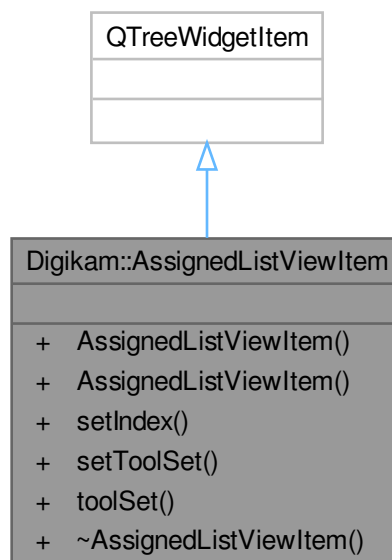 QTreeWidgetItem
Digikam::AssignedListViewItem
+ AssignedListViewItem()
+ AssignedListViewItem()
+ setIndex()
+ setToolSet()
+ toolSet()
+ ~AssignedListViewItem()